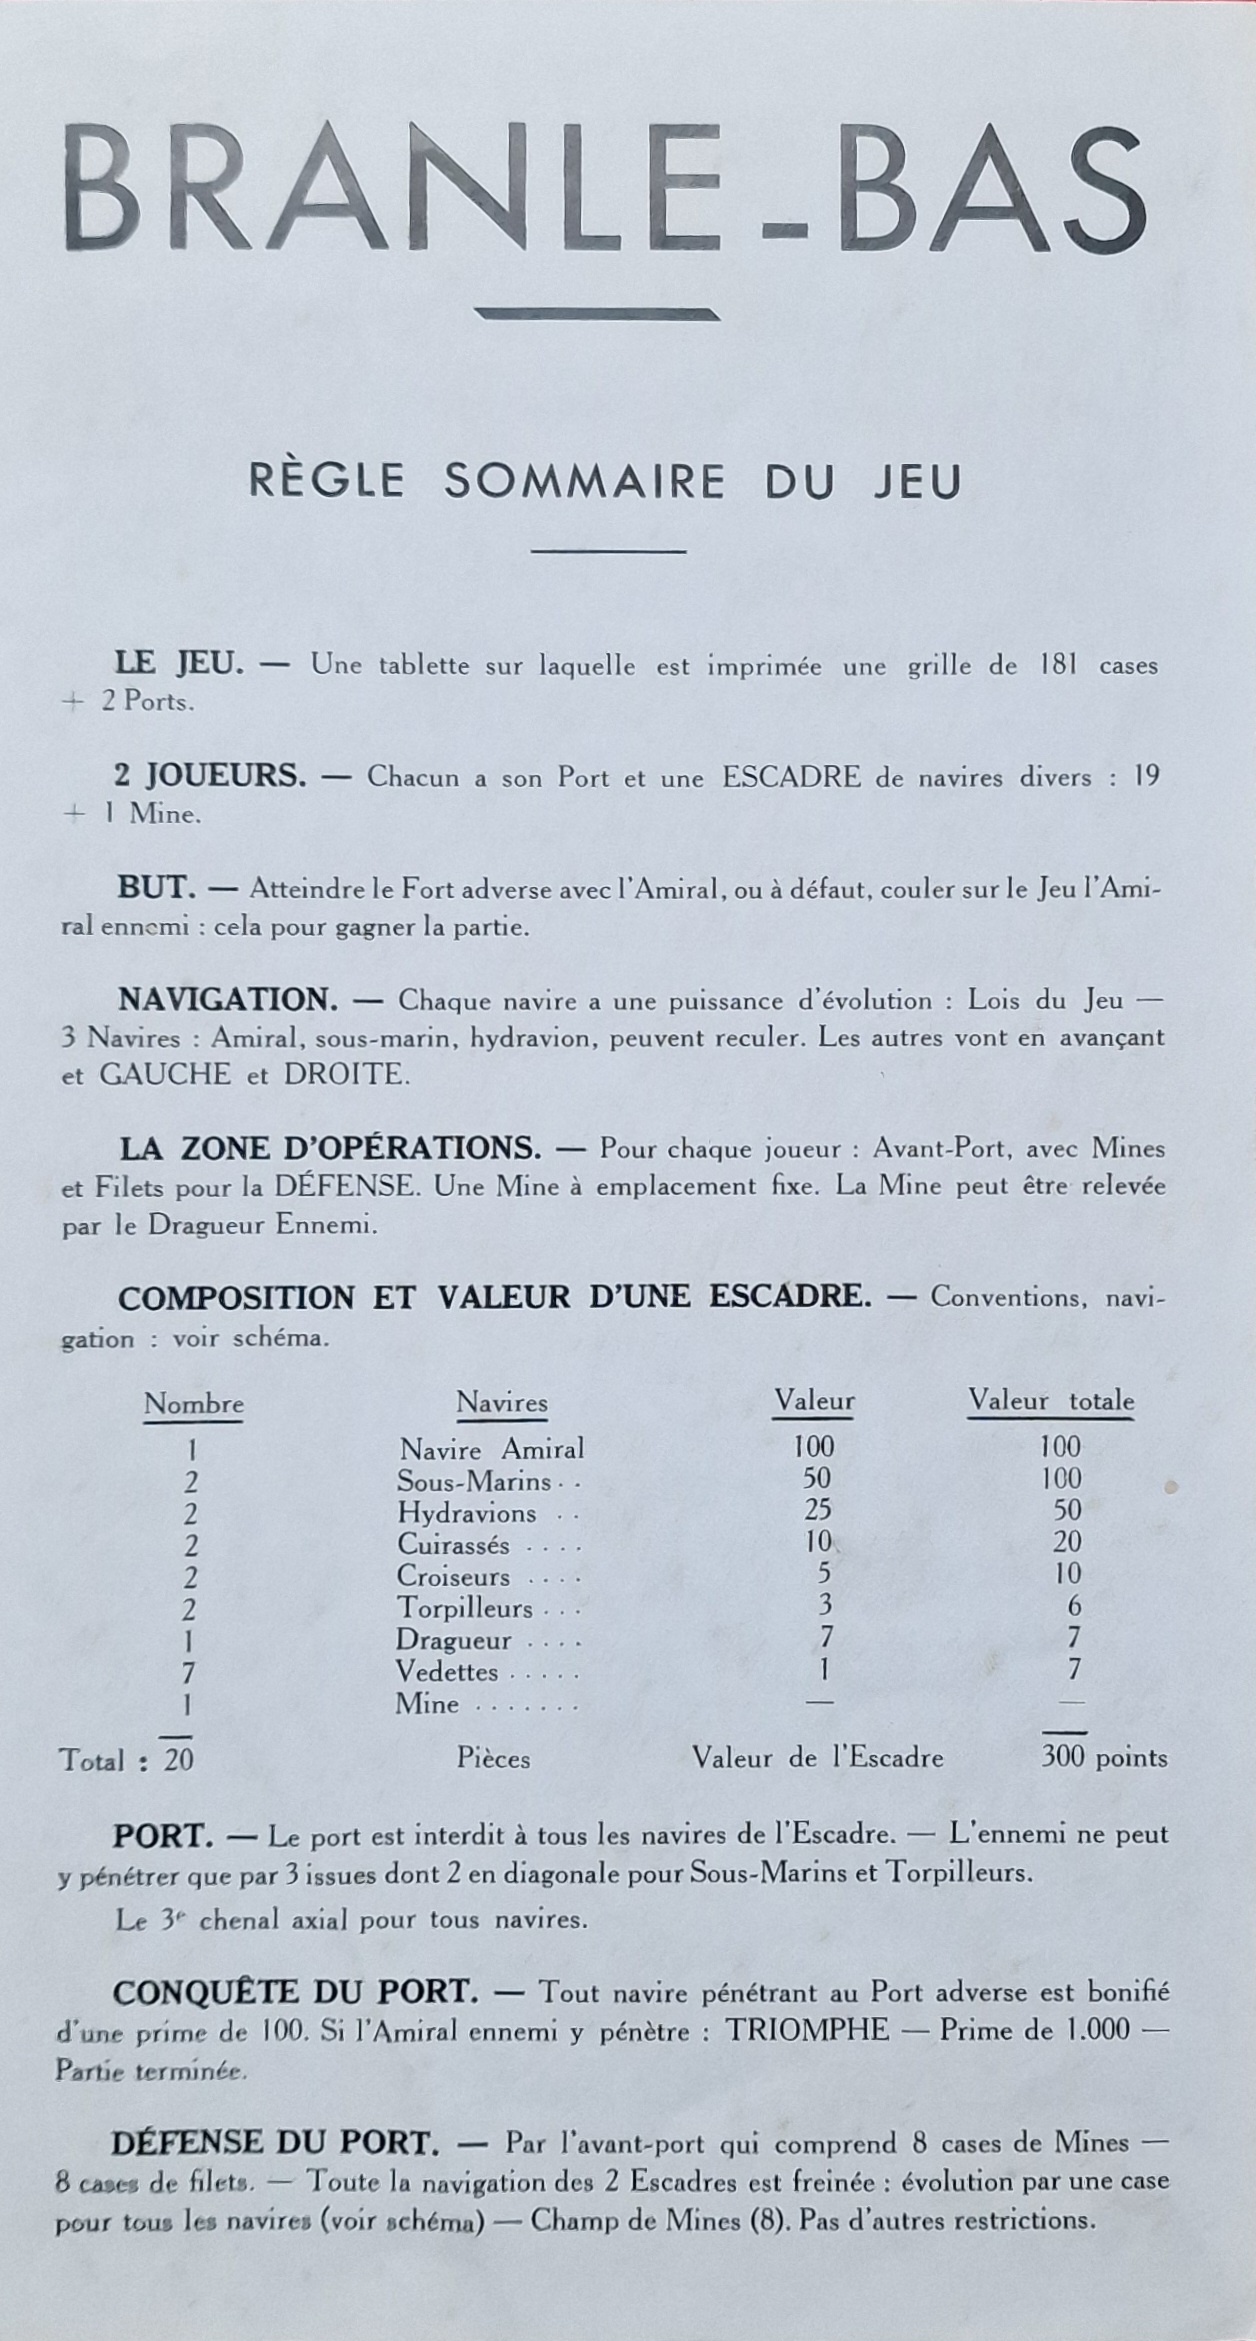 BRANLE-BAS
RÈGLE SOMMAIRE DU JEU
LE JEU. — Une tablette sur laquelle est imprimée une grille de 181 cases
+ 2 Ports.
2 JOUEURS. — Chacun a son Port et une ESCADRE de navires divers : 19
+ 1 Mine.
BUT. — Atteindre le Fort adverse avec l'Amiral, ou à défaut, couler sur le Jeu l'Ami-
ral ennemi : cela pour gagner la partie.
NAVIGATION. — Chaque navire a une puissance d'évolution : Lois du Jeu —
3 Navires : Amiral, sous-marin, hydravion, peuvent reculer. Les autres vont en avançant
et GAUCHE et DROITE.
LA ZONE D'OPÉRATIONS. — Pour chaque joueur : Avant-Port, avec Mines
et Filets pour la DÉFENSE. Une Mine à emplacement fixe. La Mine peut être relevée
par le Dragueur Ennemi.
COMPOSITION ET VALEUR D'UNE ESCADRE. — Conventions, navi-
gation : voir schéma.
Nombre Navires Valeur Valeur totale
1 Navire Amiral 100 100
2 Sous-Marins . . 50 100
2 Hydravions . . 25 50
2 Cuirassés . . . . 10 20
2 Croiseurs . . . . 5 10
2 Torpilleurs . . . 3 6
1 Dragueur . . . . 7 7
7 Vedettes . . . . . 1 7
1 Mine . . . . . . . — —
Total : 20 Pièces Valeur de l'Escadre 300 points
PORT. — Le port est interdit à tous les navires de l'Escadre. — L'ennemi ne peut
y pénétrer que par 3 issues dont 2 en diagonale pour Sous-Marins et Torpilleurs.
Le 3e chenal axial pour tous navires.
CONQUÊTE DU PORT. — Tout navire pénétrant au Port adverse est bonifié
d'une prime de 100. Si l'Amiral ennemi y pénètre : TRIOMPHE — Prime de 1.000 —
Partie terminée.
DÉFENSE DU PORT. — Par l'avant-port qui comprend 8 cases de Mines —
8 cases de filets. — Toute la navigation des 2 Escadres est freinée : évolution par une case
pour tous les navires (voir schéma) — Champ de Mines (8). Pas d'autres restrictions.